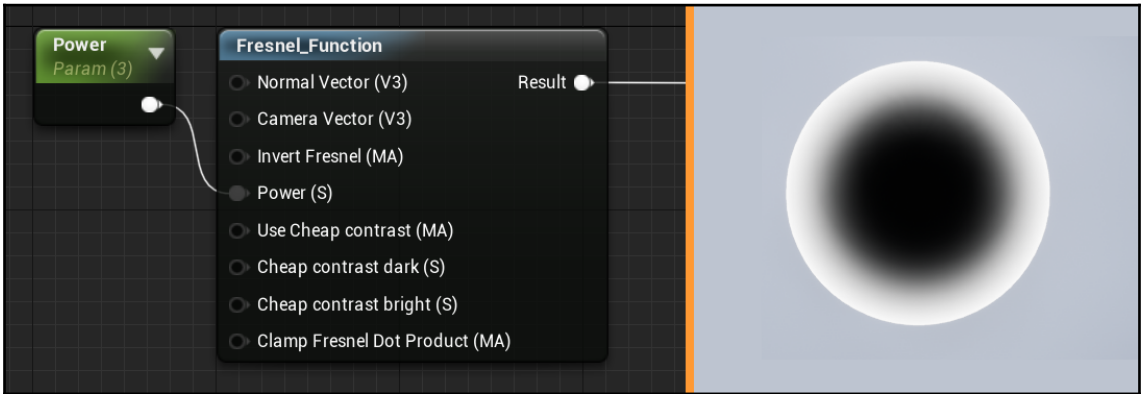 Power
Param (3)
Fresnel_Function
Normal Vector (V3)
Result
Camera Vector (V3)
Invert Fresnel (MA)
Power (S)
Use Cheap contrast (MA)
Cheap contrast dark (S)
Cheap contrast bright (S)
Clamp Fresnel Dot Product (MA)